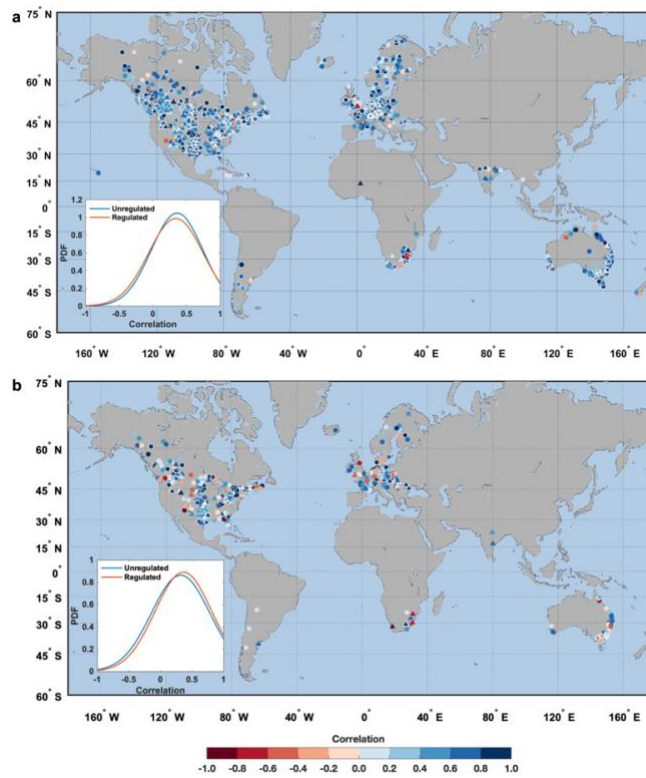 a
75° N
60° N
45° N
30° N
15° N
0°
15° S
30° S
45° S
60° S
1.2
1
0.8
0.6
0.4
0.2
0
PDF
Unregulated
Regulated
-1 -0.5 0 0.5 1
Correlation
160° W 120° W 80° W 40° W 0° 40° E 80° E 120° E 160° E
b
75° N
60° N
45° N
30° N
15° N
0°
15° S
30° S
45° S
60° S
1
0.8
0.6
0.4
0.2
0
PDF
Unregulated
Regulated
-1 -0.5 0 0.5 1
Correlation
160° W 120° W 80° W 40° W 0° 40° E 80° E 120° E 160° E
Correlation
-1.0 -0.8 -0.6 -0.4 -0.2 0.0 0.2 0.4 0.6 0.8 1.0